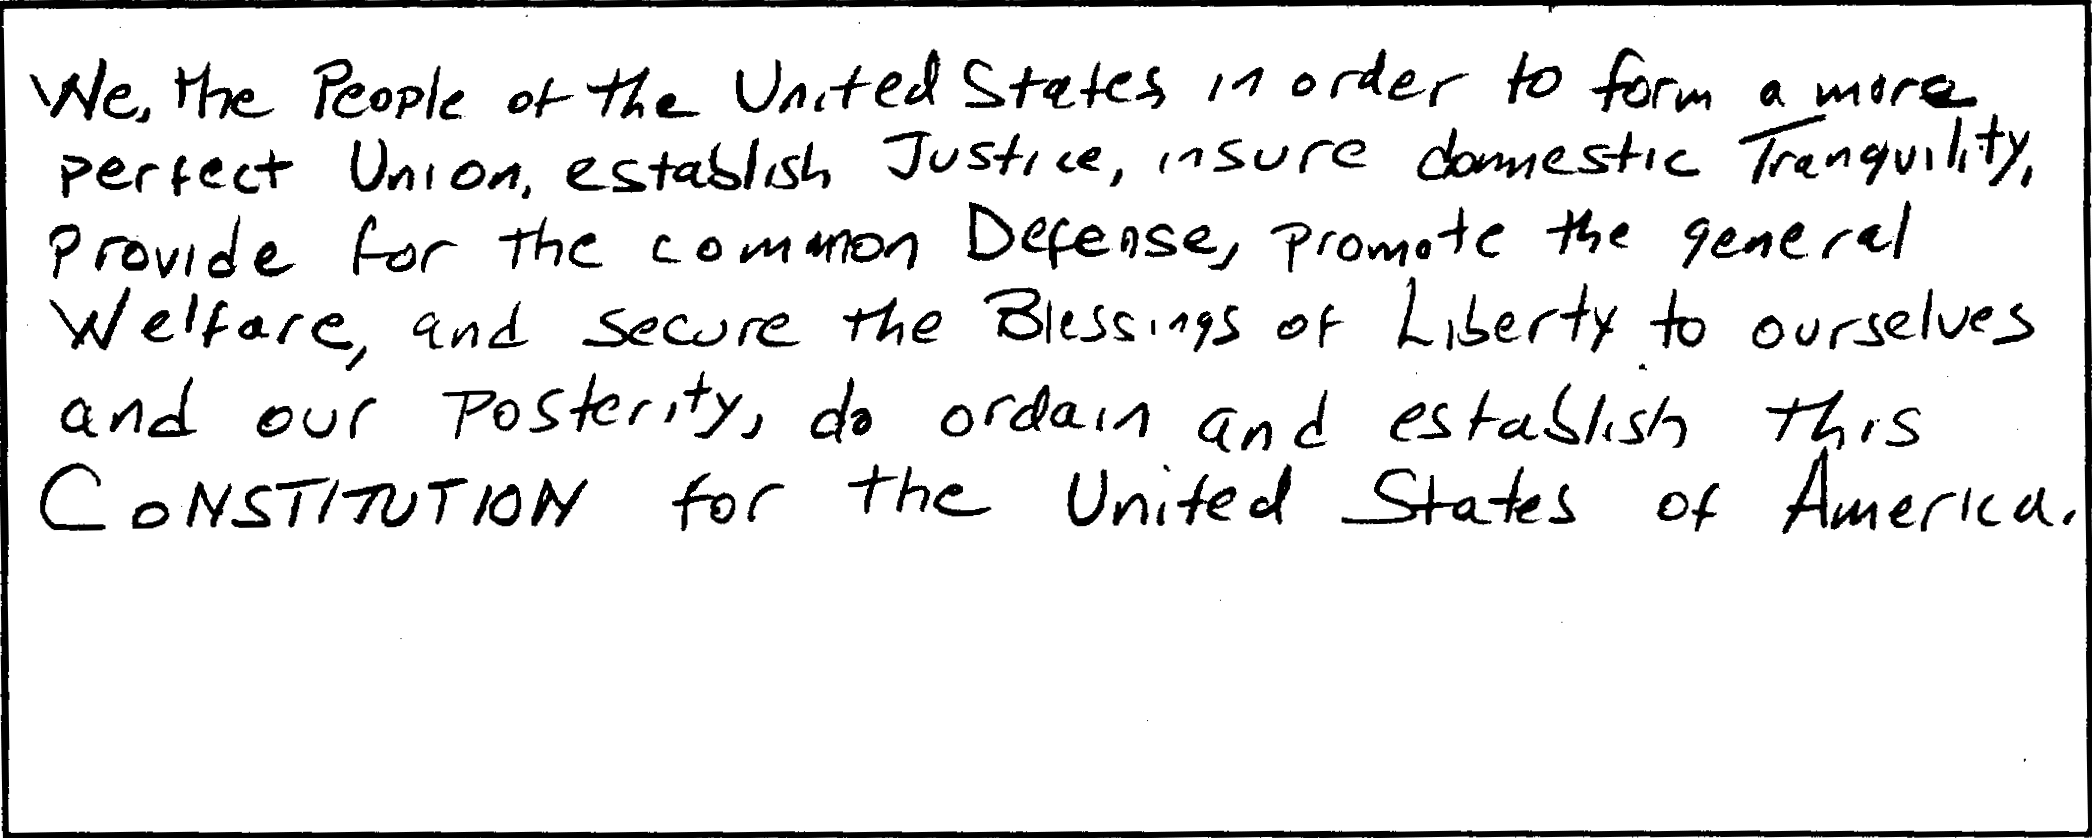 We, the People of the United States, in order to form a more
perfect Union, establish Justice, insure domestic Tranquility,
provide for the common Defense, promote the general
Welfare, and secure the Blessings of Liberty to ourselves
and our Posterity, do ordain and establish this
CONSTITUTION for the United States of America.